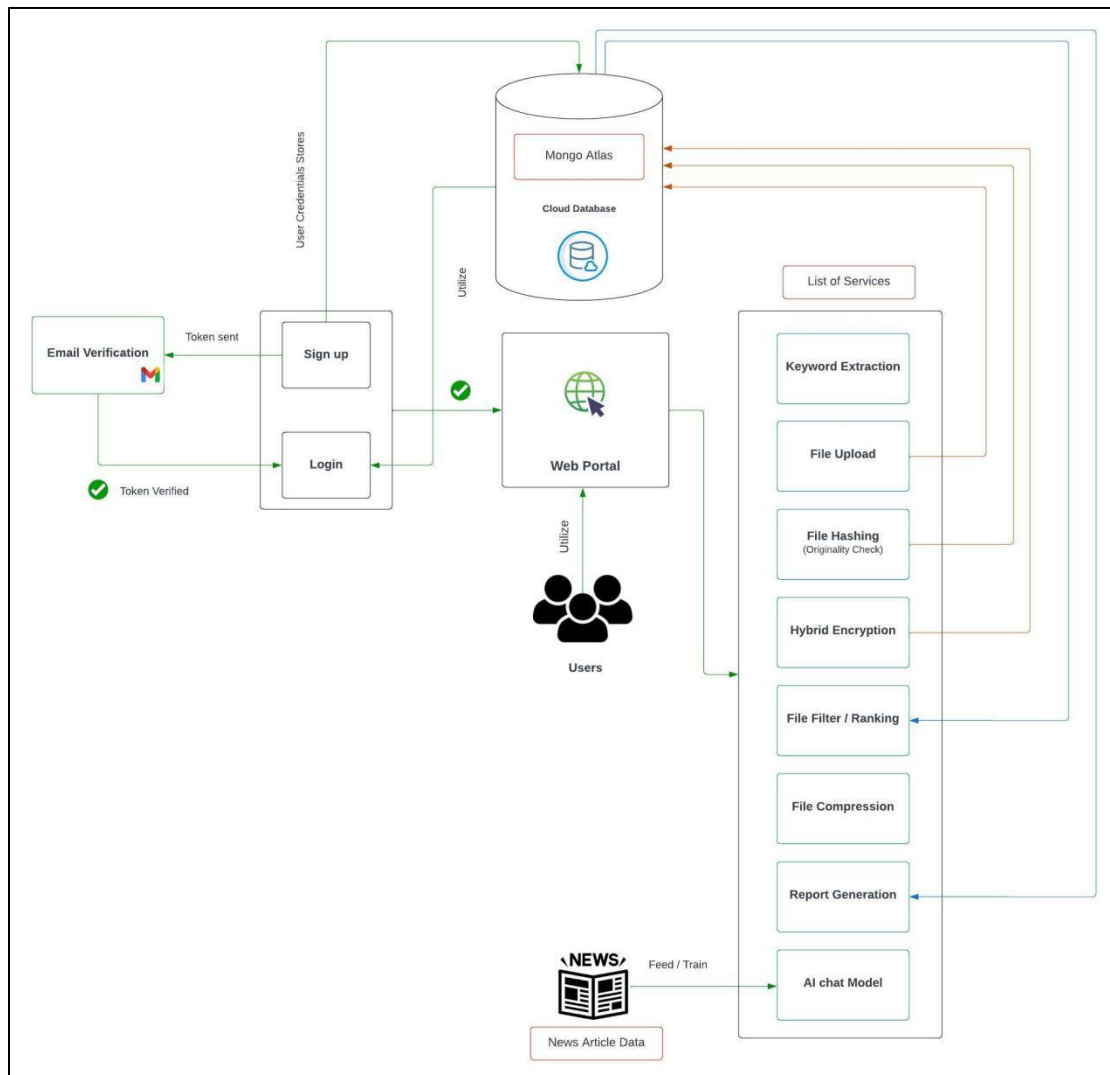 User Credentials Stores
Mongo Atlas
Cloud Database
Utilize
List of Services
Email Verification
Token sent
Sign up
Login
Token Verified
Web Portal
Utilize
Users
Keyword Extraction
File Upload
File Hashing
(Originality Check)
Hybrid Encryption
File Filter / Ranking
File Compression
Report Generation
AI chat Model
NEWS
Feed / Train
News Article Data